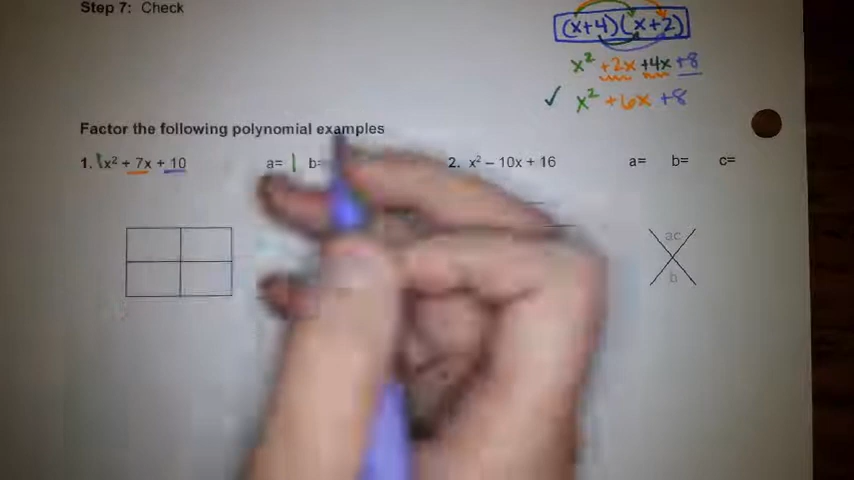 Step 7: Check
(x+4)(x+2)
x² +2x +4x +8
✓ x² +6x +8
Factor the following polynomial examples
1. 1x² + 7x + 10 a= 1 b=
2. x² – 10x + 16 a= b= c=
ac
b